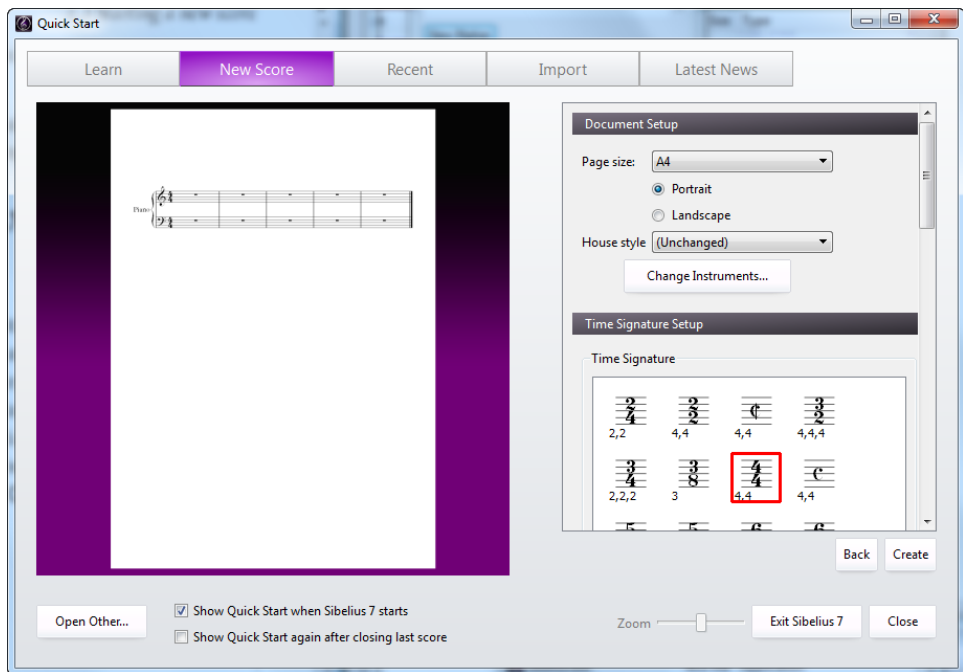 Quick Start
Learn
New Score
Recent
Import
Latest News
Piano
Document Setup
Page size:
A4
Portrait
Landscape
House style
(Unchanged)
Change Instruments...
Time Signature Setup
Time Signature
2,2
4,4
4,4
4,4,4
2,2,2
3
4,4
4,4
Back
Create
Open Other...
Show Quick Start when Sibelius 7 starts
Show Quick Start again after closing last score
Zoom
Exit Sibelius 7
Close